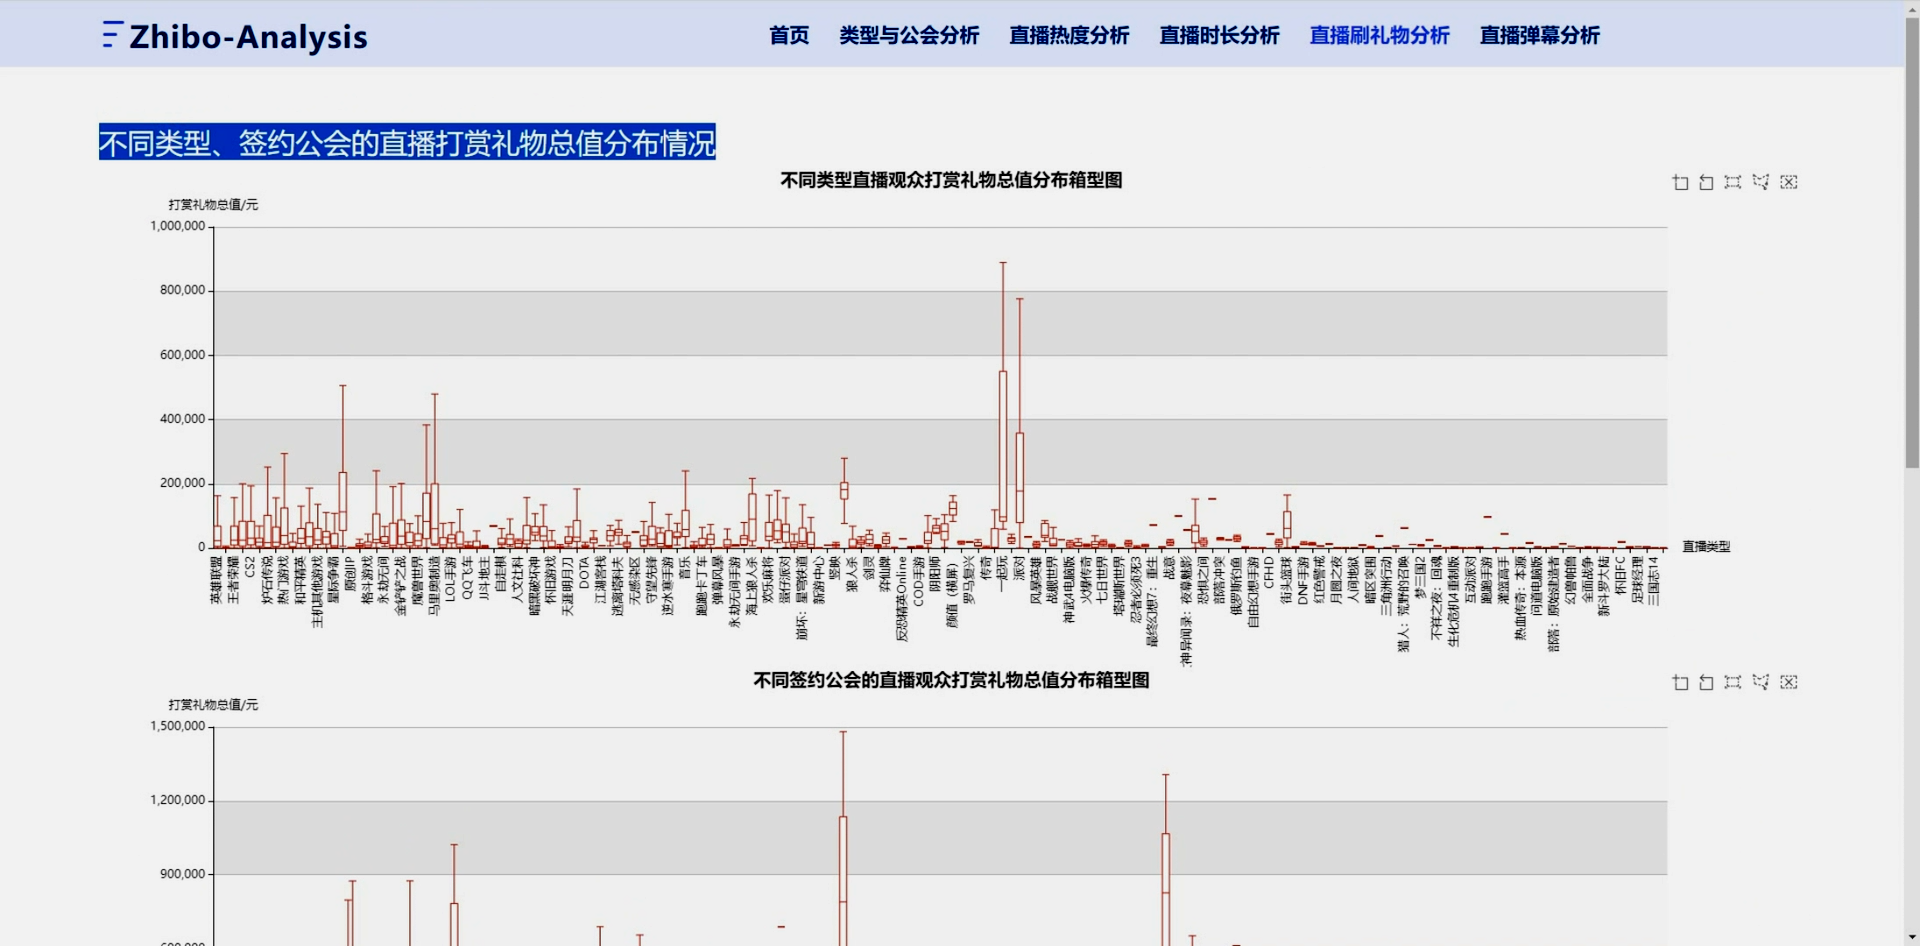 Zhibo-Analysis
首页 类型与公会分析 直播热度分析 直播时长分析 直播刷礼物分析 直播弹幕分析
不同类型、签约公会的直播打赏礼物总值分布情况
不同类型直播观众打赏礼物总值分布箱型图
打赏礼物总值/元
1,000,000
800,000
600,000
400,000
200,000
0
直播类型
英雄联盟
王者荣耀
CS2
炉石传说
热门游戏
和平精英
主机其他游戏
星际争霸
原创IP
格斗游戏
永劫无间
金铲铲之战
魔兽世界
马里奥制造
LOL手游
QQ飞车
JJ斗地主
自走棋
人文社科
暗黑破坏神
怀旧游戏
天涯明月刀
DOTA
江湖客栈
逃离塔科夫
无感染区
守望先锋
逆水寒手游
音乐
跑跑卡丁车
弹幕风暴
永劫无间手游
海上狼人杀
欢乐麻将
蛋仔派对
崩坏：星穹铁道
新游中心
竖映
狼人杀
剑灵
弈仙牌
反恐精英Online
COD手游
阴阳师
颜值（横屏）
罗马复兴
传奇
一起玩
派对
风暴英雄
战舰世界
神武4电脑版
火爆传奇
七日世界
塔瑞斯世界
忍者必须死3
最终幻想7：重生
战意
恐惧之间
部落冲突
俄罗斯钓鱼
自由幻想手游
CFHD
街头篮球
DNF手游
红色警戒
月圆之夜
人间地狱
暗区突围
三角洲行动
猎人：荒野的召唤
梦三国2
不祥之夜：回魂
生化危机4重制版
互动派对
跑跑手游
灌篮高手
热血传奇：本源
问道电脑版
部落：原始缔造者
幻兽帕鲁
全面战争
新斗罗大陆
怀旧FC
足球经理
三国志14
不同签约公会的直播观众打赏礼物总值分布箱型图
打赏礼物总值/元
1,500,000
1,200,000
900,000